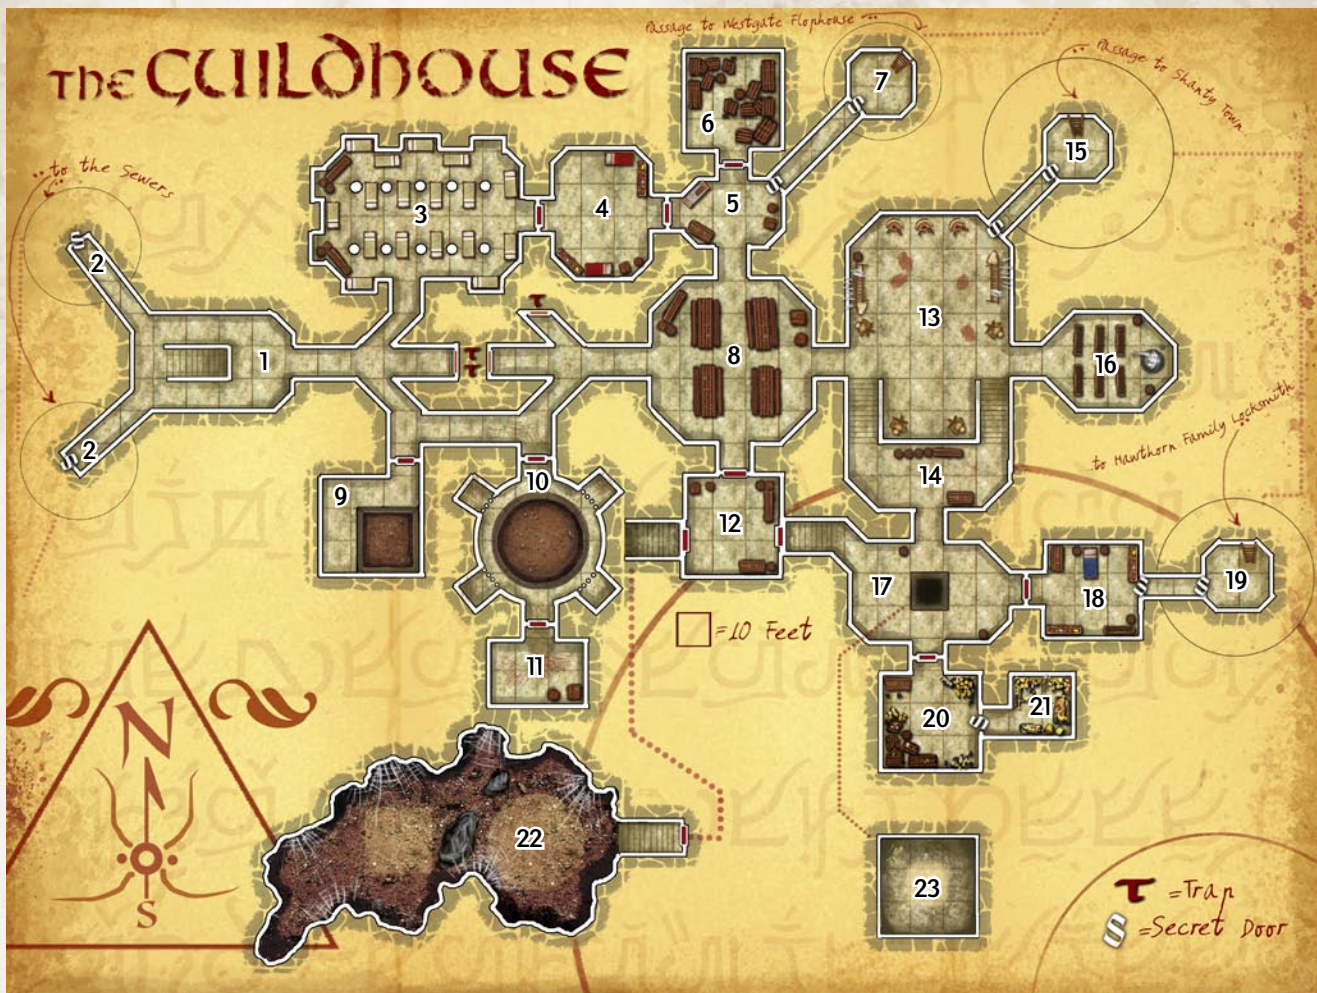 The Guildhouse
Passage to Westgate Flophouse
Passage to Shanty Town
to the Sewers
to Hawthorn Family Locksmith
1
2
2
3
4
5
6
7
8
9
10
11
12
13
14
15
16
17
18
19
20
21
22
23
=10 Feet
N
S
T
T
T
T =Trap
S =Secret Door